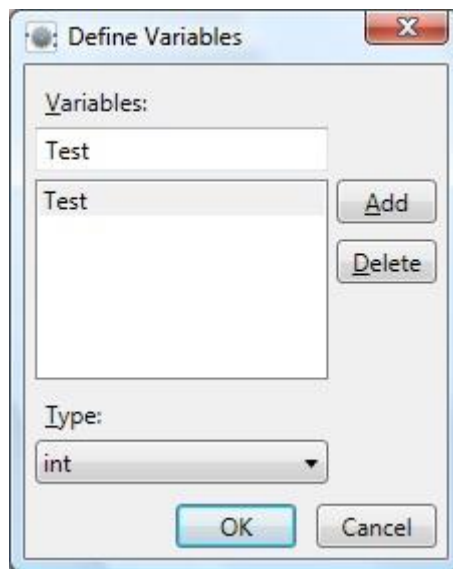 Define Variables
Variables:
Test
Test
Add
Delete
Type:
int
OK
Cancel